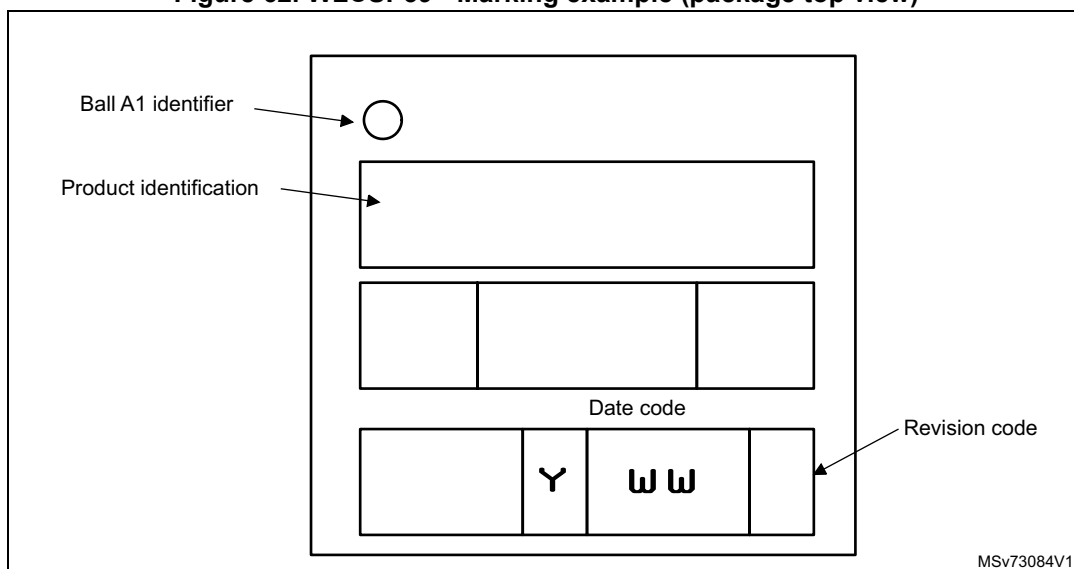 Ball A1 identifier
Product identification
Date code
Revision code
Y WW
MSv73084V1